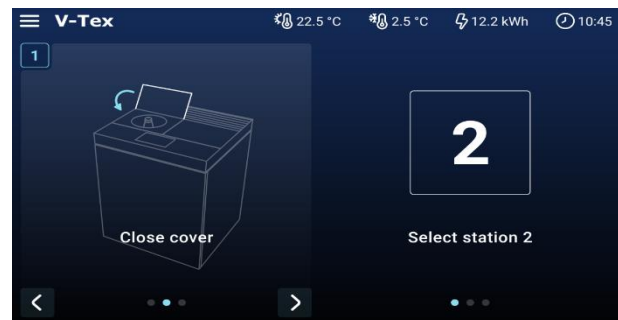 V-Tex 22.5 °C 2.5 °C 12.2 kWh 10:45
1
2
Close cover
Select station 2